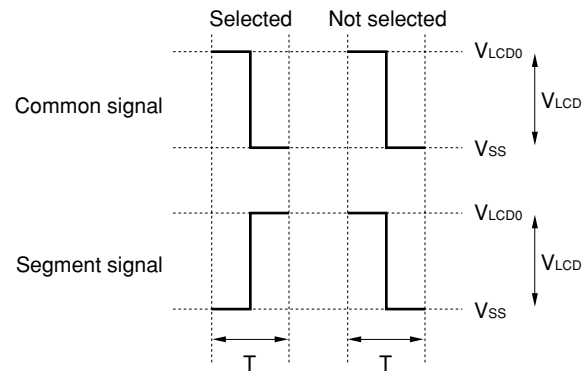 Selected Not selected
VLCD0
Common signal VLCD
VSS
VLCD0
Segment signal VLCD
VSS
T T